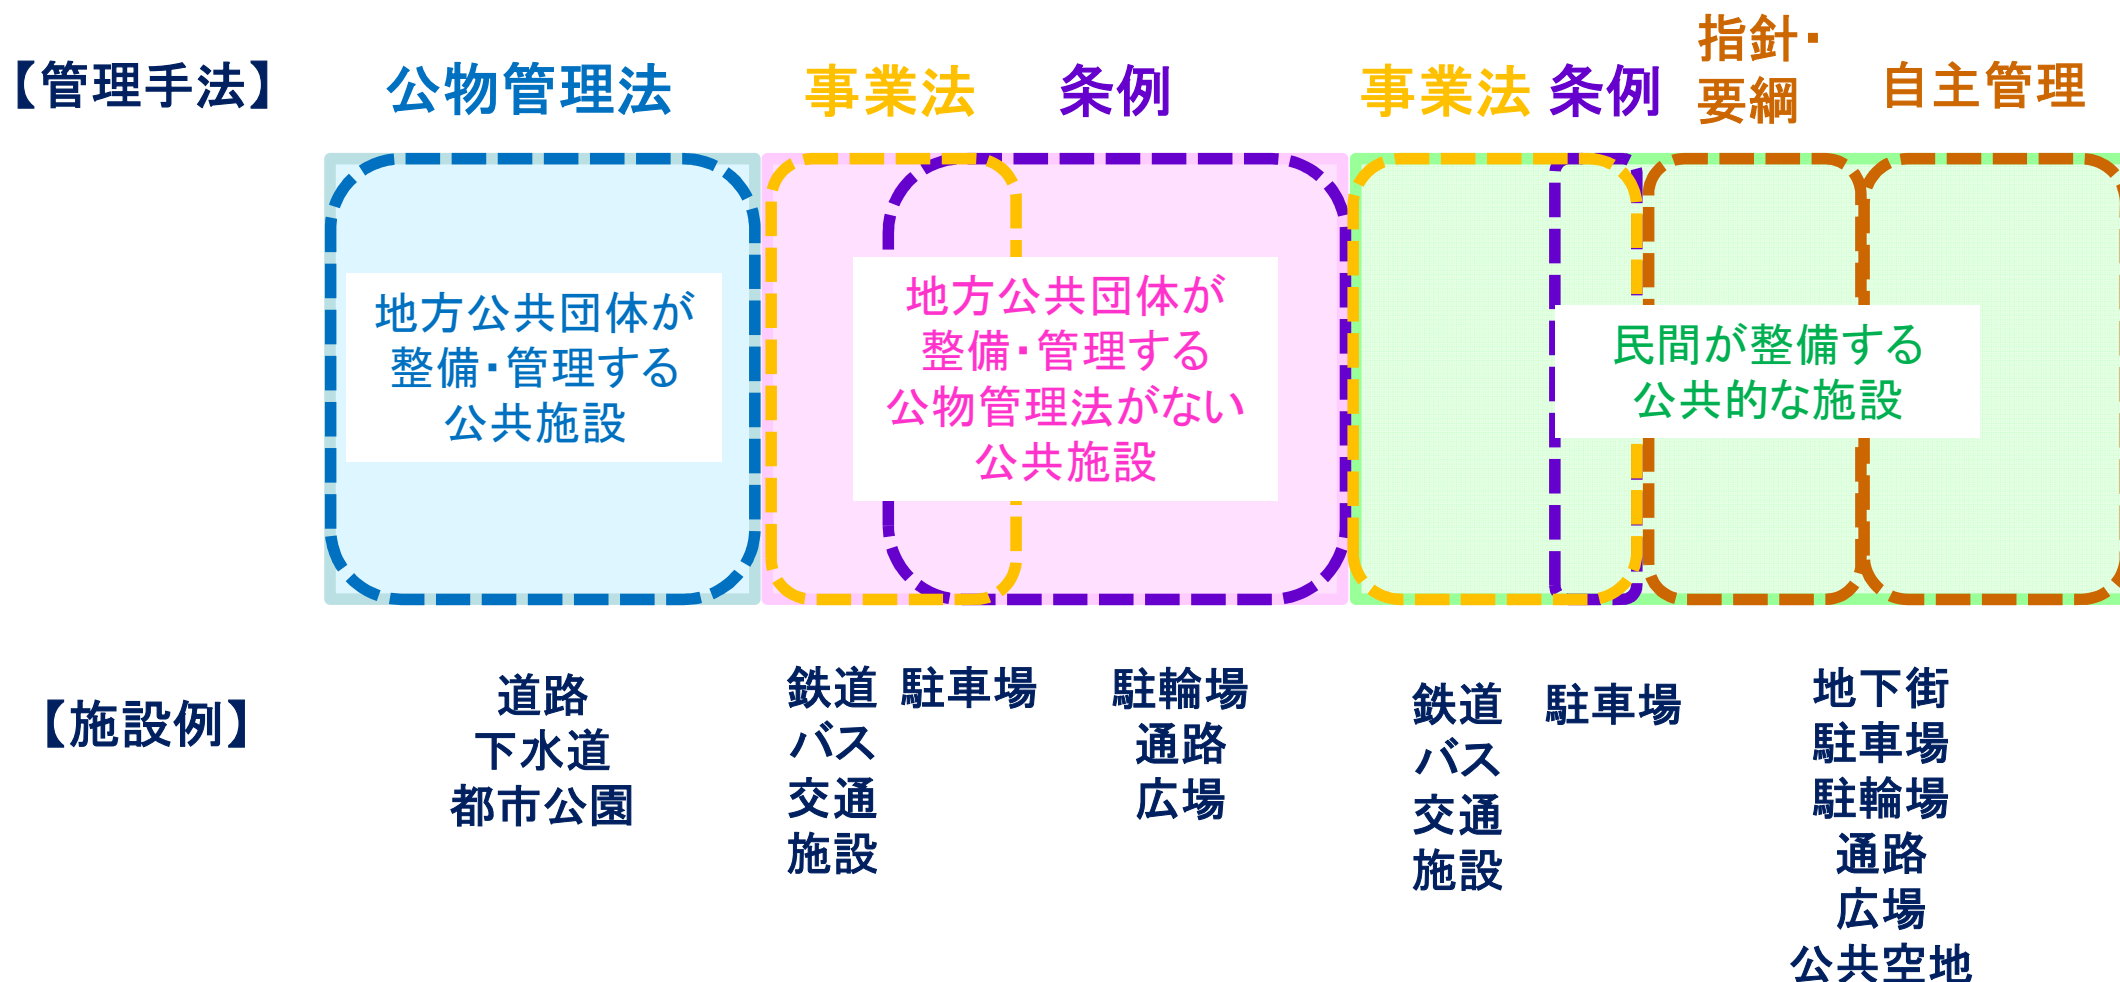 【管理手法】
公物管理法
事業法
条例
事業法
条例
指針・
要綱
自主管理
地方公共団体が
整備・管理する
公共施設
地方公共団体が
整備・管理する
公物管理法がない
公共施設
民間が整備する
公共的な施設
【施設例】
道路
下水道
都市公園
鉄道
バス
交通
施設
駐車場
駐輪場
通路
広場
鉄道
バス
交通
施設
駐車場
地下街
駐車場
駐輪場
通路
広場
公共空地